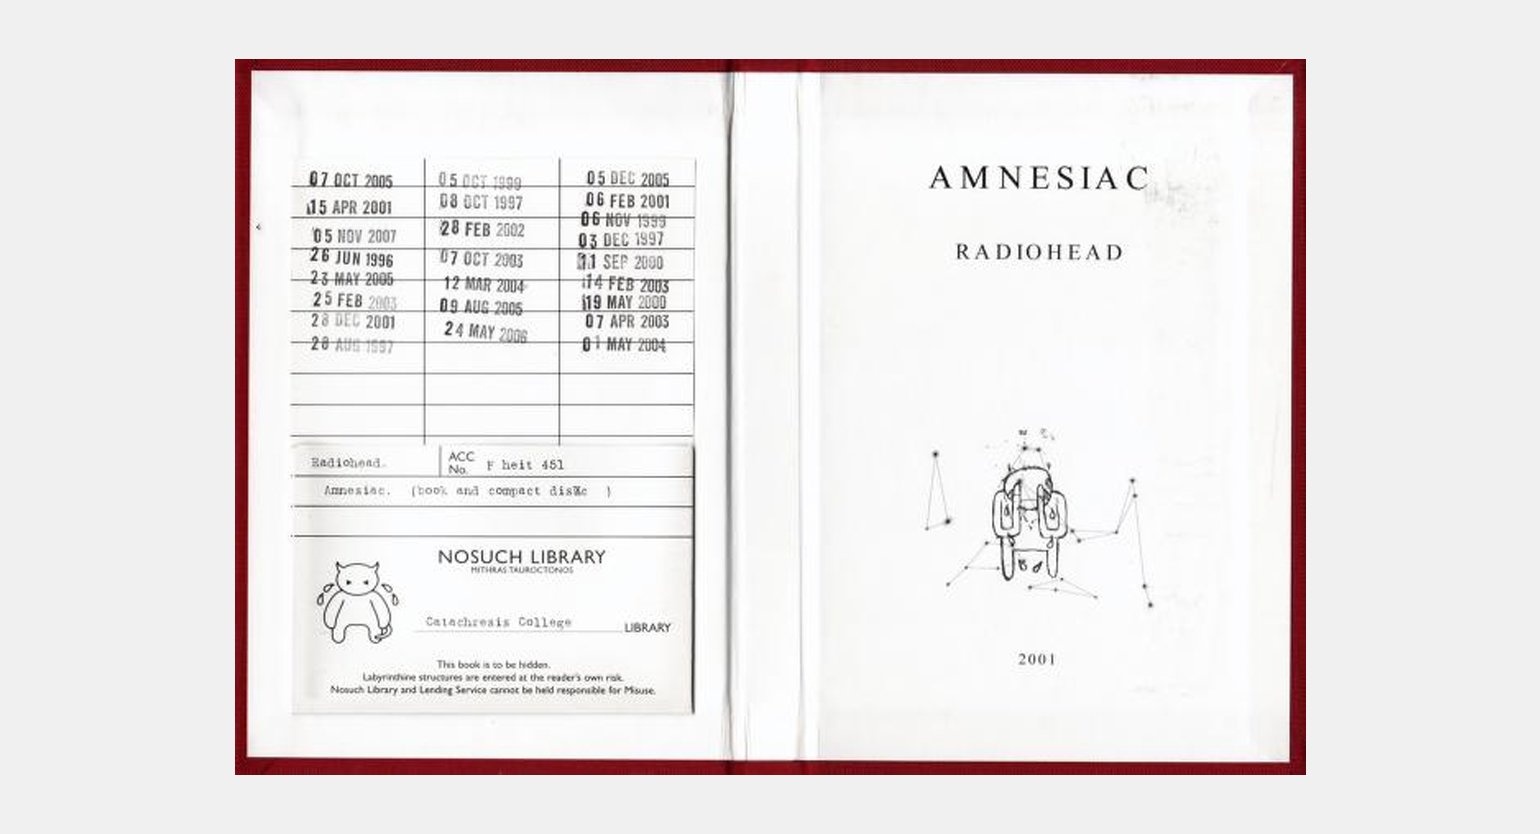 07 OCT 2005
15 APR 2001
05 NOV 2007
26 JUN 1996
23 MAY 2005
25 FEB 2003
28 DEC 2001
28 AUG 1997
05 OCT 1999
08 OCT 1997
28 FEB 2002
07 OCT 2003
12 MAR 2004
09 AUG 2005
24 MAY 2006
05 DEC 2005
06 FEB 2001
06 NOV 1999
03 DEC 1997
11 SEP 2000
14 FEB 2003
19 MAY 2000
07 APR 2003
01 MAY 2004
Radiohead.
ACC
No. F heit 451
Amnesiac. (book and compact disc )
NOSUCH LIBRARY
MITHRAS TAUROCTONOS
Catachresis College LIBRARY
This book is to be hidden.
Labyrinthine structures are entered at the reader's own risk.
Nosuch Library and Lending Service cannot be held responsible for Misuse.
AMNESIAC
RADIOHEAD
2001